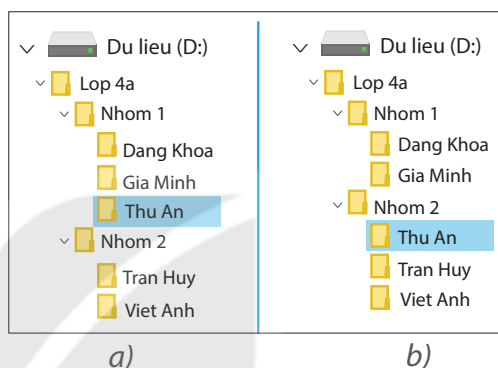 Du lieu (D:)
Lop 4a
Nhom 1
Dang Khoa
Gia Minh
Thu An
Nhom 2
Tran Huy
Viet Anh
a)
Du lieu (D:)
Lop 4a
Nhom 1
Dang Khoa
Gia Minh
Nhom 2
Thu An
Tran Huy
Viet Anh
b)